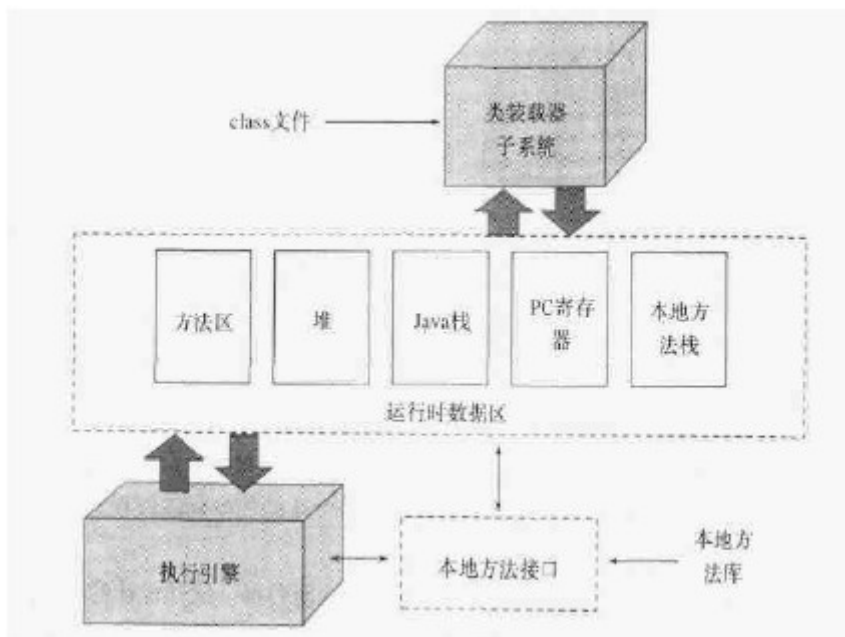 class文件
类装载器
子系统
方法区
堆
Java栈
PC寄存
器
本地方
法栈
运行时数据区
执行引擎
本地方法接口
本地方
法库